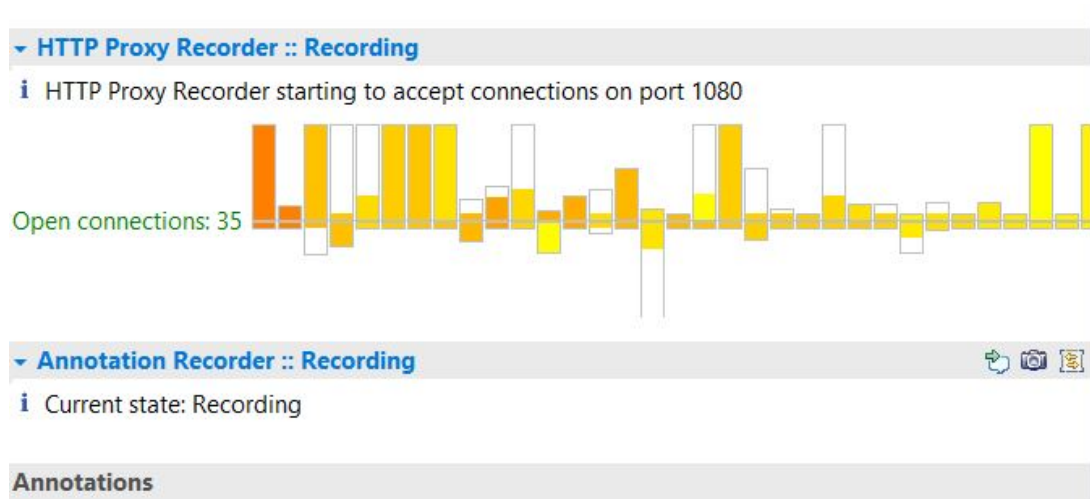 HTTP Proxy Recorder :: Recording
i HTTP Proxy Recorder starting to accept connections on port 1080
Open connections: 35
Annotation Recorder :: Recording
i Current state: Recording
Annotations